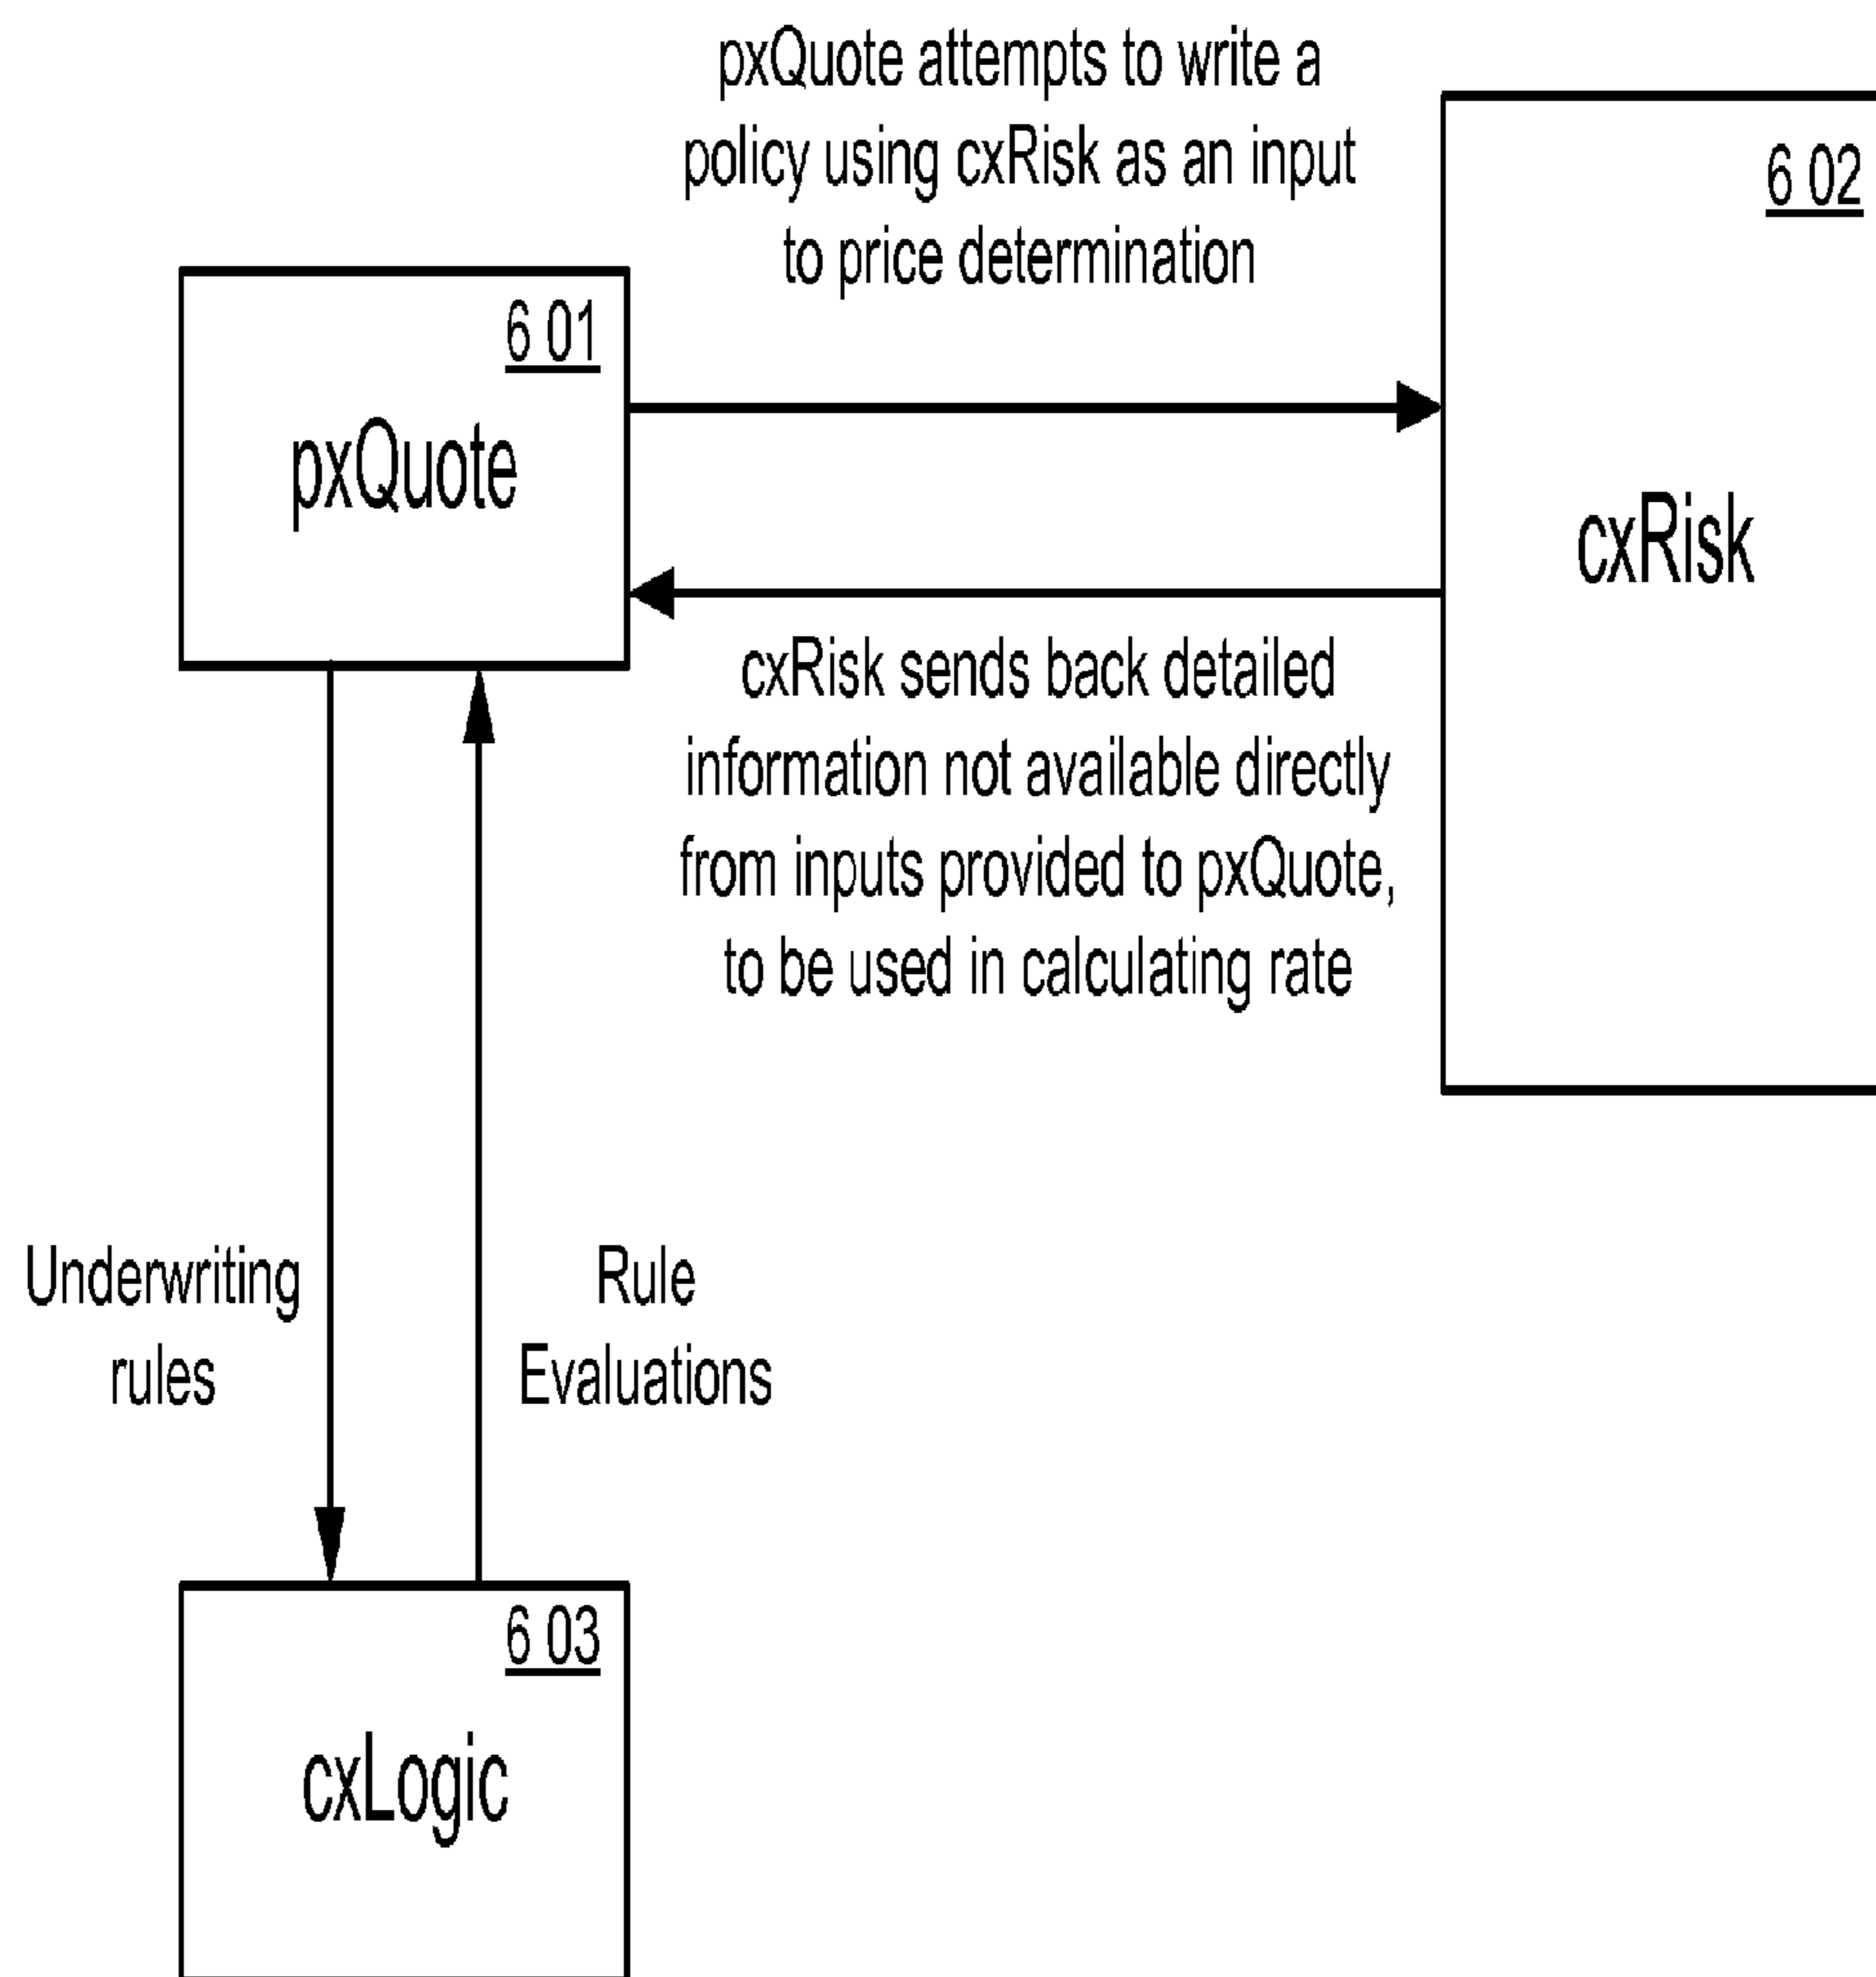 pxQuote attempts to write a
policy using cxRisk as an input
to price determination
6 02
6 01
pxQuote
cxRisk
cxRisk sends back detailed
information not available directly
from inputs provided to pxQuote,
to be used in calculating rate
Underwriting
rules
Rule
Evaluations
6 03
cxLogic